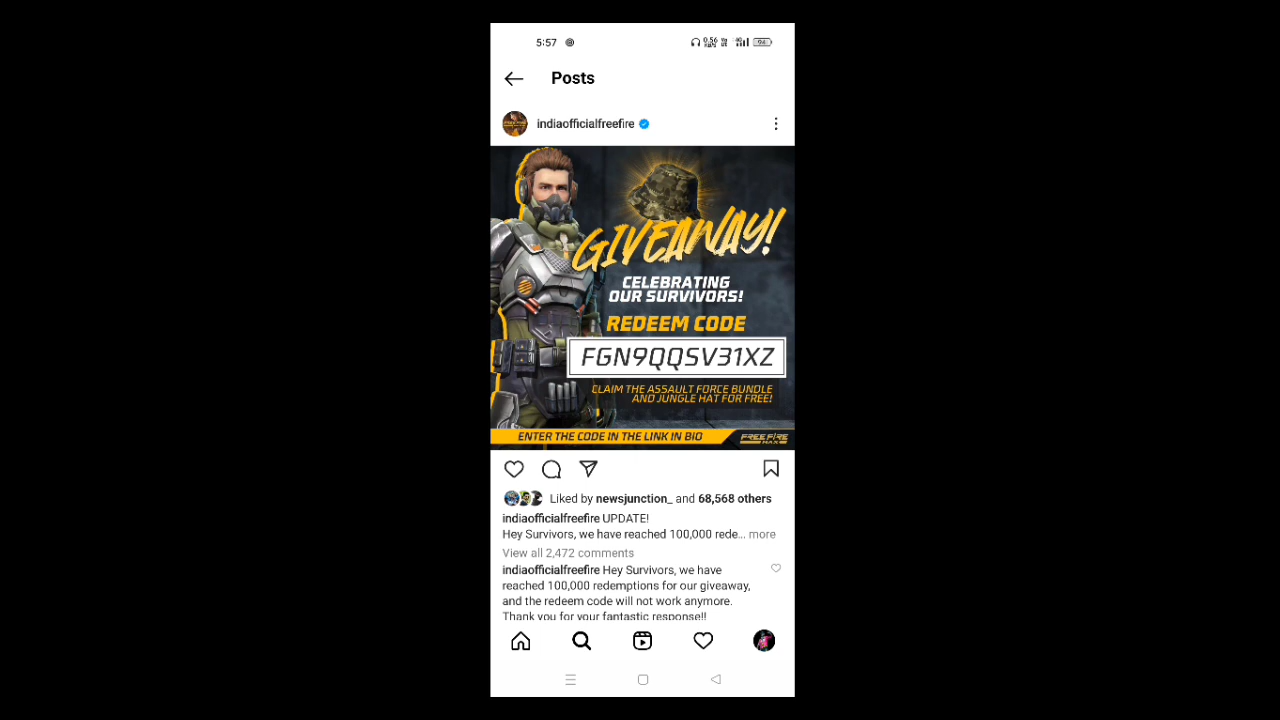 5:57
0.56
94
Posts
indiaofficialfreefire
GIVEAWAY!
CELEBRATING
OUR SURVIVORS!
REDEEM CODE
FGN9QQSV31XZ
CLAIM THE ASSAULT FORCE BUNDLE
AND JUNGLE HAT FOR FREE!
ENTER THE CODE IN THE LINK IN BIO
FREE FIRE
MAX
Liked by newsjunction_ and 68,568 others
indiaofficialfreefire UPDATE!
Hey Survivors, we have reached 100,000 rede... more
View all 2,472 comments
indiaofficialfreefire Hey Survivors, we have
reached 100,000 redemptions for our giveaway,
and the redeem code will not work anymore.
Thank you for your fantastic response!!